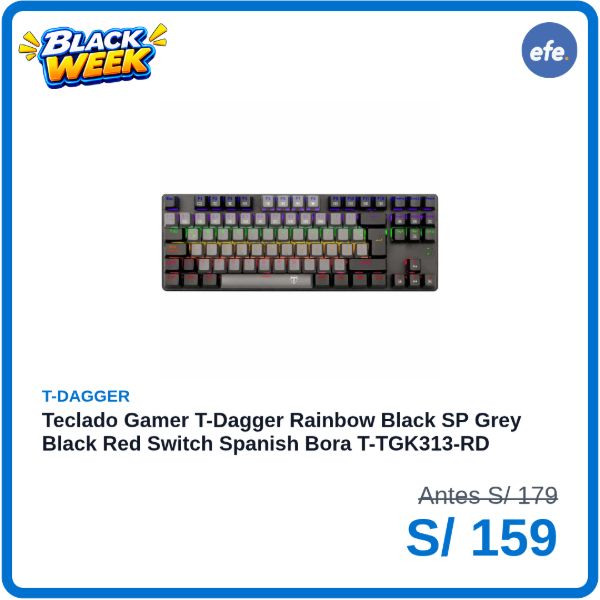 BLACK
WEEK
efe.
T-DAGGER
Teclado Gamer T-Dagger Rainbow Black SP Grey
Black Red Switch Spanish Bora T-TGK313-RD
Antes S/ 179
S/ 159